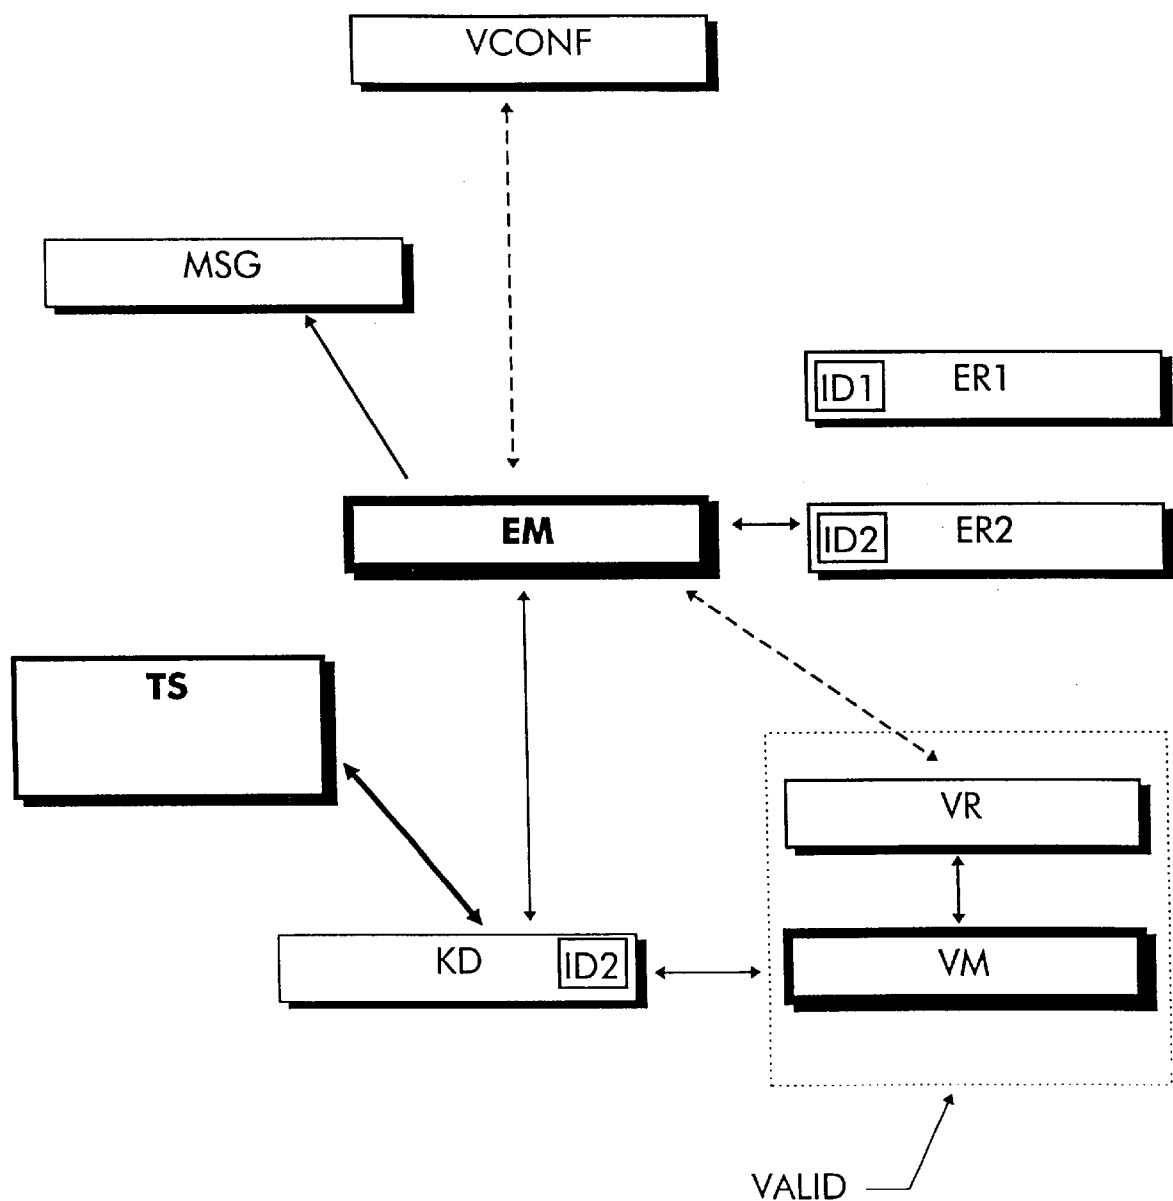 VCONF
MSG
ID1
ER1
EM
ID2
ER2
TS
VR
KD
ID2
VM
VALID